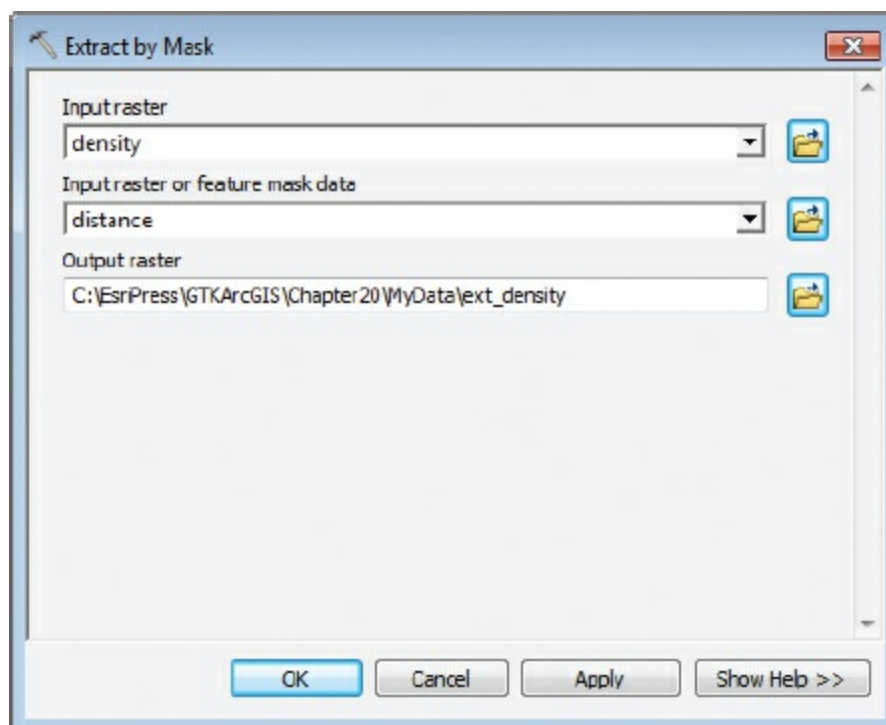 Extract by Mask
Input raster
density
Input raster or feature mask data
distance
Output raster
C:\EsriPress\GTKArcGIS\Chapter20\MyData\ext_density
OK Cancel Apply Show Help >>